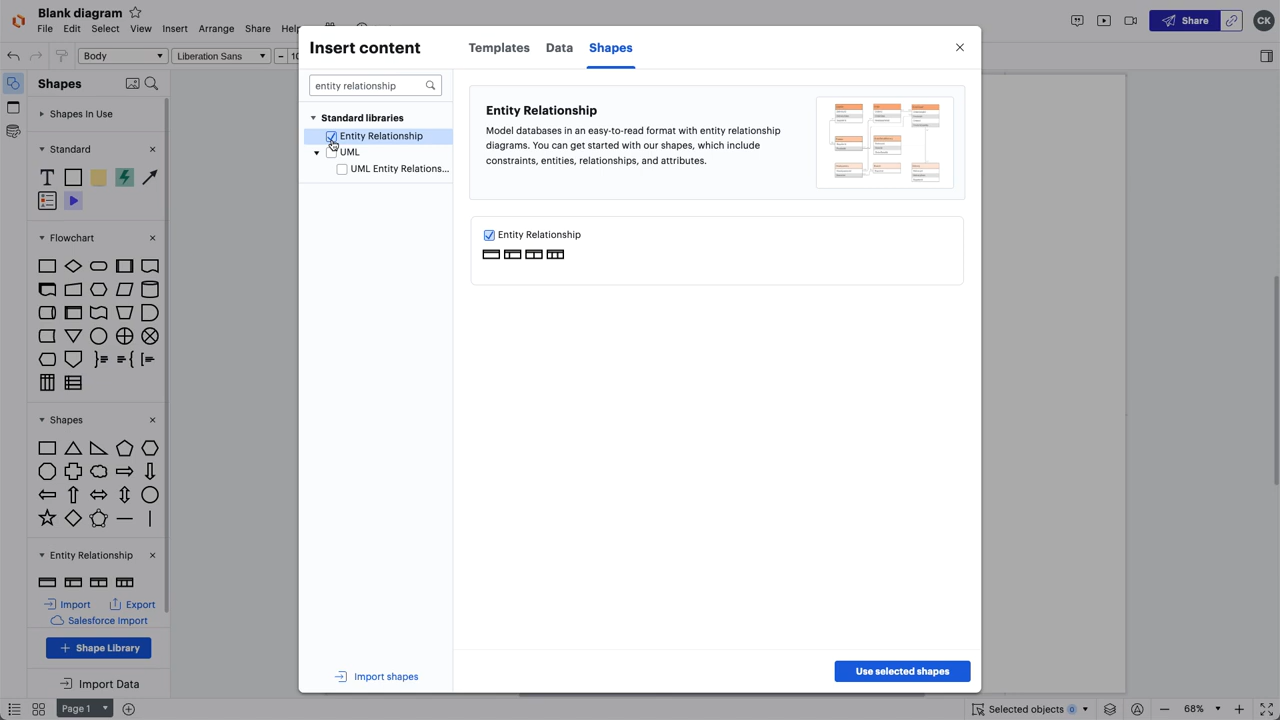 Blank diagram
File Edit Select View Insert Arrange Share Hel
Share
CK
Body
Liberation Sans
10
Shapes
Shapes In Use
Standard
T
Flowchart
Shapes
Entity Relationship
Import
Export
Salesforce Import
+ Shape Library
Import Data
Insert content
Templates
Data
Shapes
entity relationship
Standard libraries
Entity Relationship
UML
UML Entity Relations...
Import shapes
Entity Relationship
Model databases in an easy-to-read format with entity relationship
diagrams. You can get started with our shapes, which include
constraints, entities, relationships, and attributes.
Entity Relationship
Use selected shapes
Page 1
Selected objects 0
68%